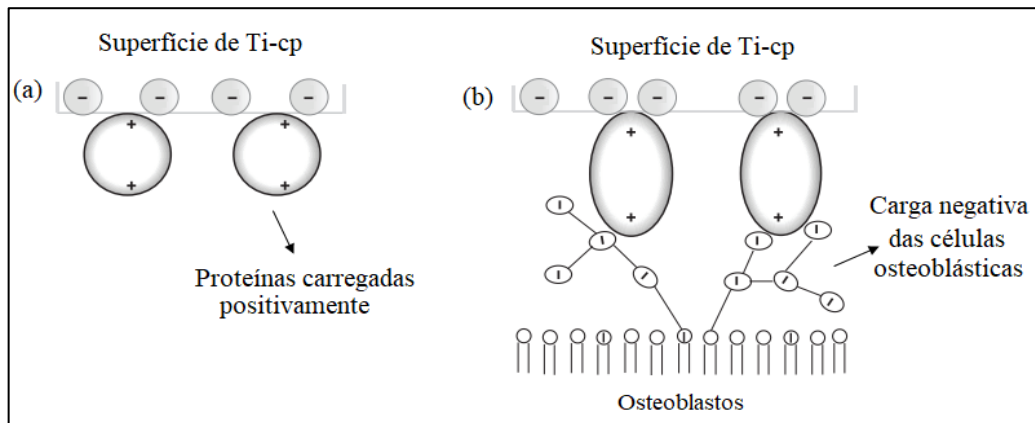 Superfície de Ti-cp
(a)
- - - -
+ +
+ +
Proteínas carregadas
positivamente
Superfície de Ti-cp
(b)
- - - - -
+ +
+ +
Carga negativa
das células
osteoblásticas
Osteoblastos